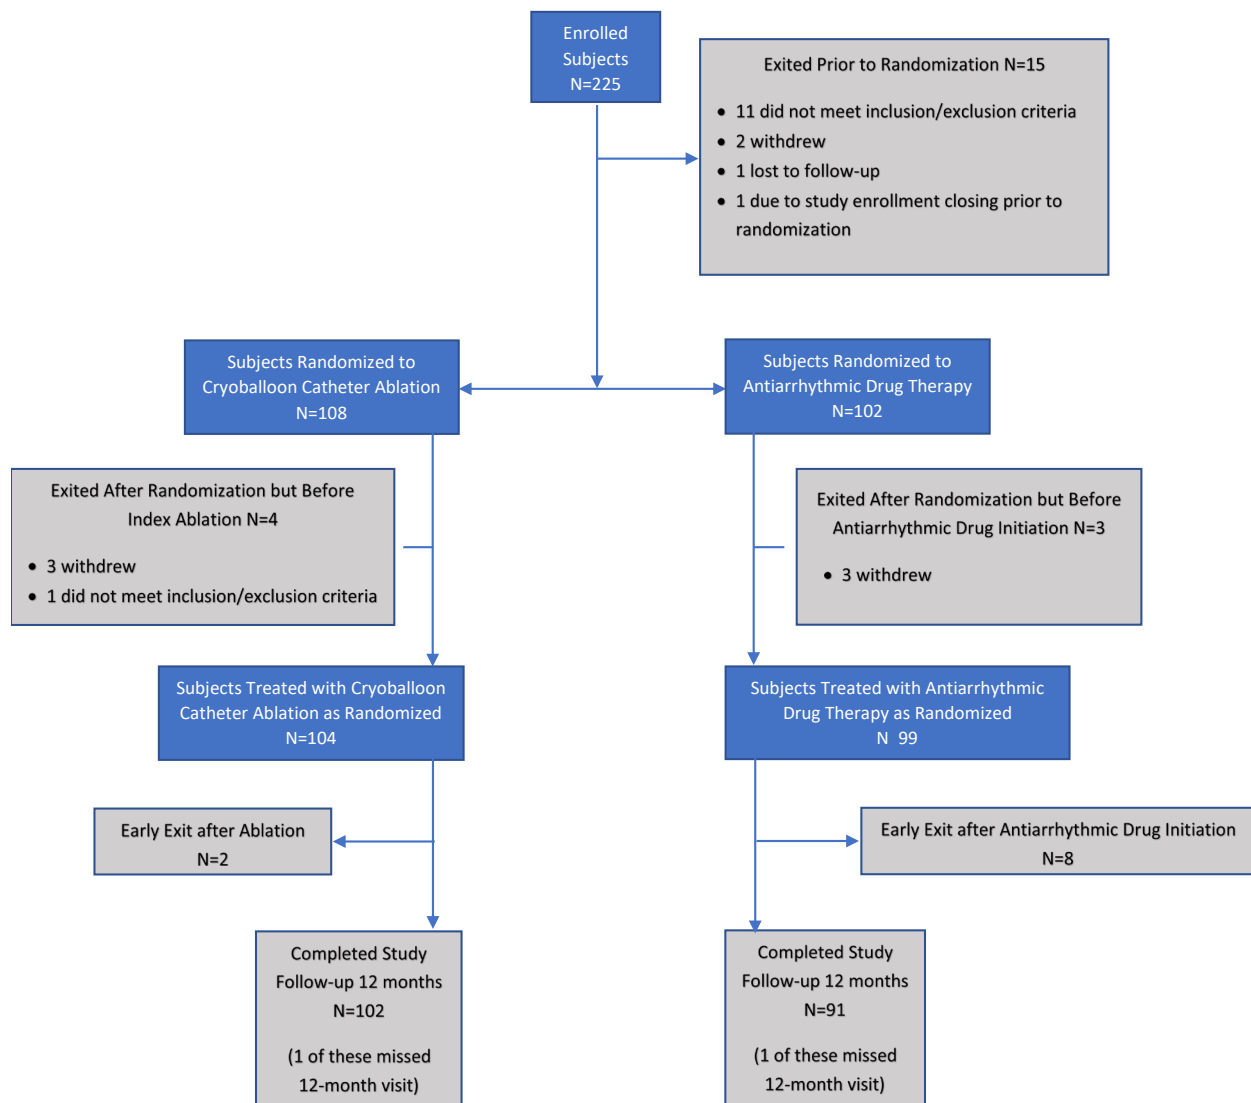 Enrolled
Subjects
N=225
Exited Prior to Randomization N=15
• 11 did not meet inclusion/exclusion criteria
• 2 withdrew
• 1 lost to follow-up
• 1 due to study enrollment closing prior to
randomization
Subjects Randomized to
Cryoballoon Catheter Ablation
N=108
Subjects Randomized to
Antiarrhythmic Drug Therapy
N=102
Exited After Randomization but Before
Index Ablation N=4
• 3 withdrew
• 1 did not meet inclusion/exclusion criteria
Exited After Randomization but Before
Antiarrhythmic Drug Initiation N=3
• 3 withdrew
Subjects Treated with Cryoballoon
Catheter Ablation as Randomized
N=104
Subjects Treated with Antiarrhythmic
Drug Therapy as Randomized
N 99
Early Exit after Ablation
N=2
Early Exit after Antiarrhythmic Drug Initiation
N=8
Completed Study
Follow-up 12 months
N=102
(1 of these missed
12-month visit)
Completed Study
Follow-up 12 months
N=91
(1 of these missed
12-month visit)